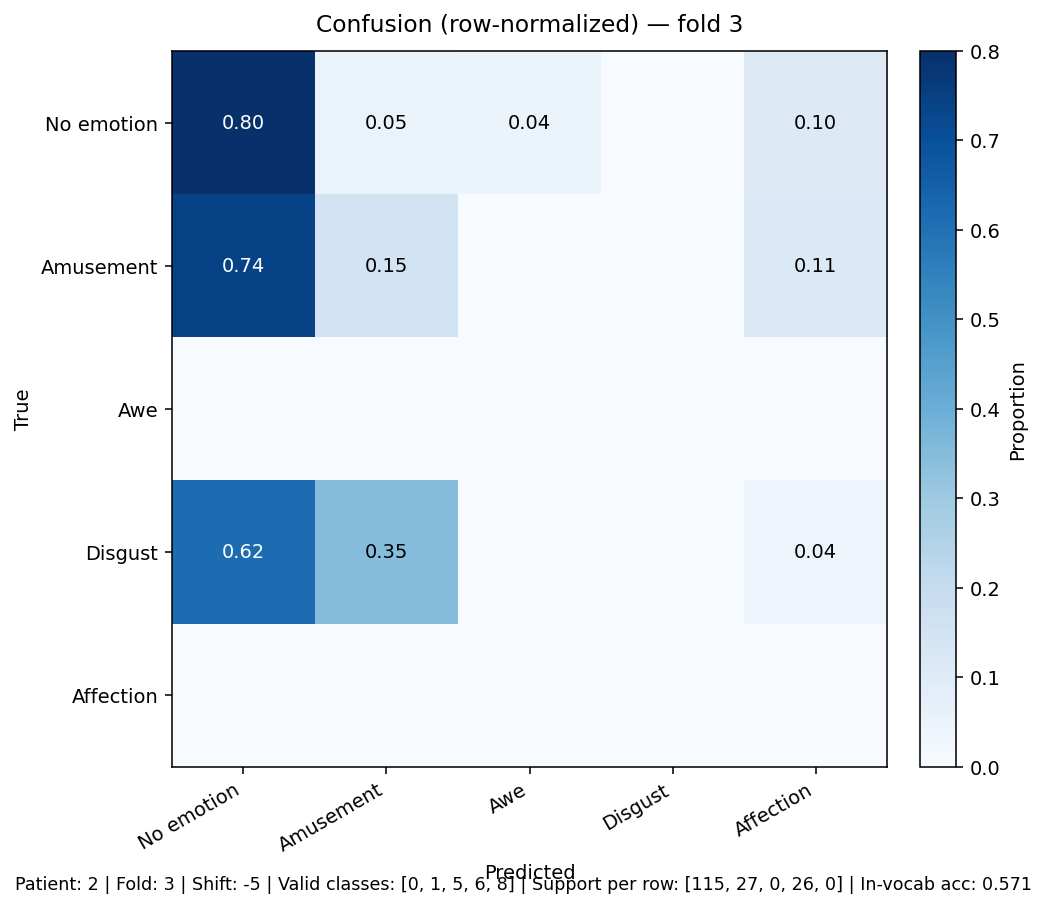 Confusion (row-normalized) — fold 3
No emotion 0.80 0.05 0.04 0.10
Amusement 0.74 0.15 0.11
Awe
Disgust 0.62 0.35 0.04
Affection
True
No emotion Amusement Awe Disgust Affection
Predicted
0.8
0.7
0.6
0.5
0.4
0.3
0.2
0.1
0.0
Proportion
Patient: 2 | Fold: 3 | Shift: -5 | Valid classes: [0, 1, 5, 6, 8] | Support per row: [115, 27, 0, 26, 0] | In-vocab acc: 0.571